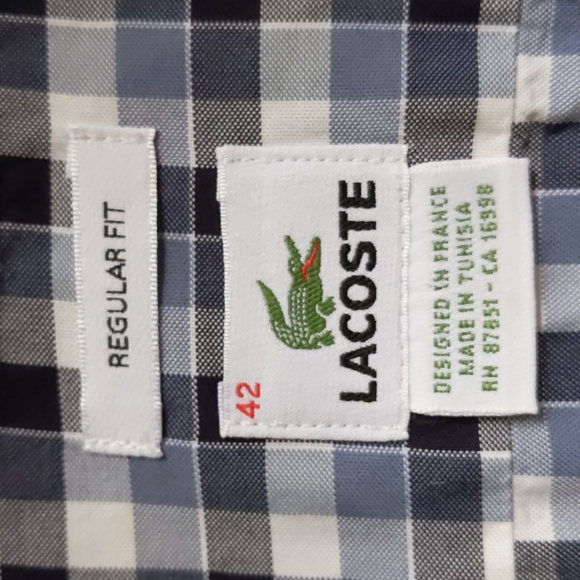 REGULAR FIT
42
LACOSTE
DESIGNED IN FRANCE
MADE IN TUNISIA
RN 87851 - CA 16998